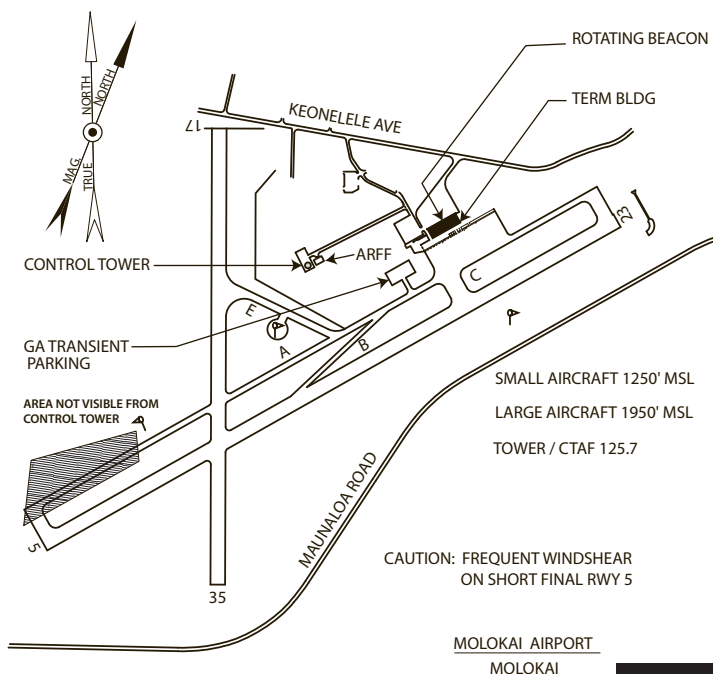 ROTATING BEACON
TERM BLDG
KEONELELE AVE
NORTH
NORTH
MAG.
TRUE
17
23
CONTROL TOWER
ARFF
C
E
A
B
GA TRANSIENT
PARKING
AREA NOT VISIBLE FROM
CONTROL TOWER
SMALL AIRCRAFT 1250' MSL
LARGE AIRCRAFT 1950' MSL
TOWER / CTAF 125.7
MAUNALOA ROAD
5
35
CAUTION: FREQUENT WINDSHEAR
ON SHORT FINAL RWY 5
MOLOKAI AIRPORT
MOLOKAI